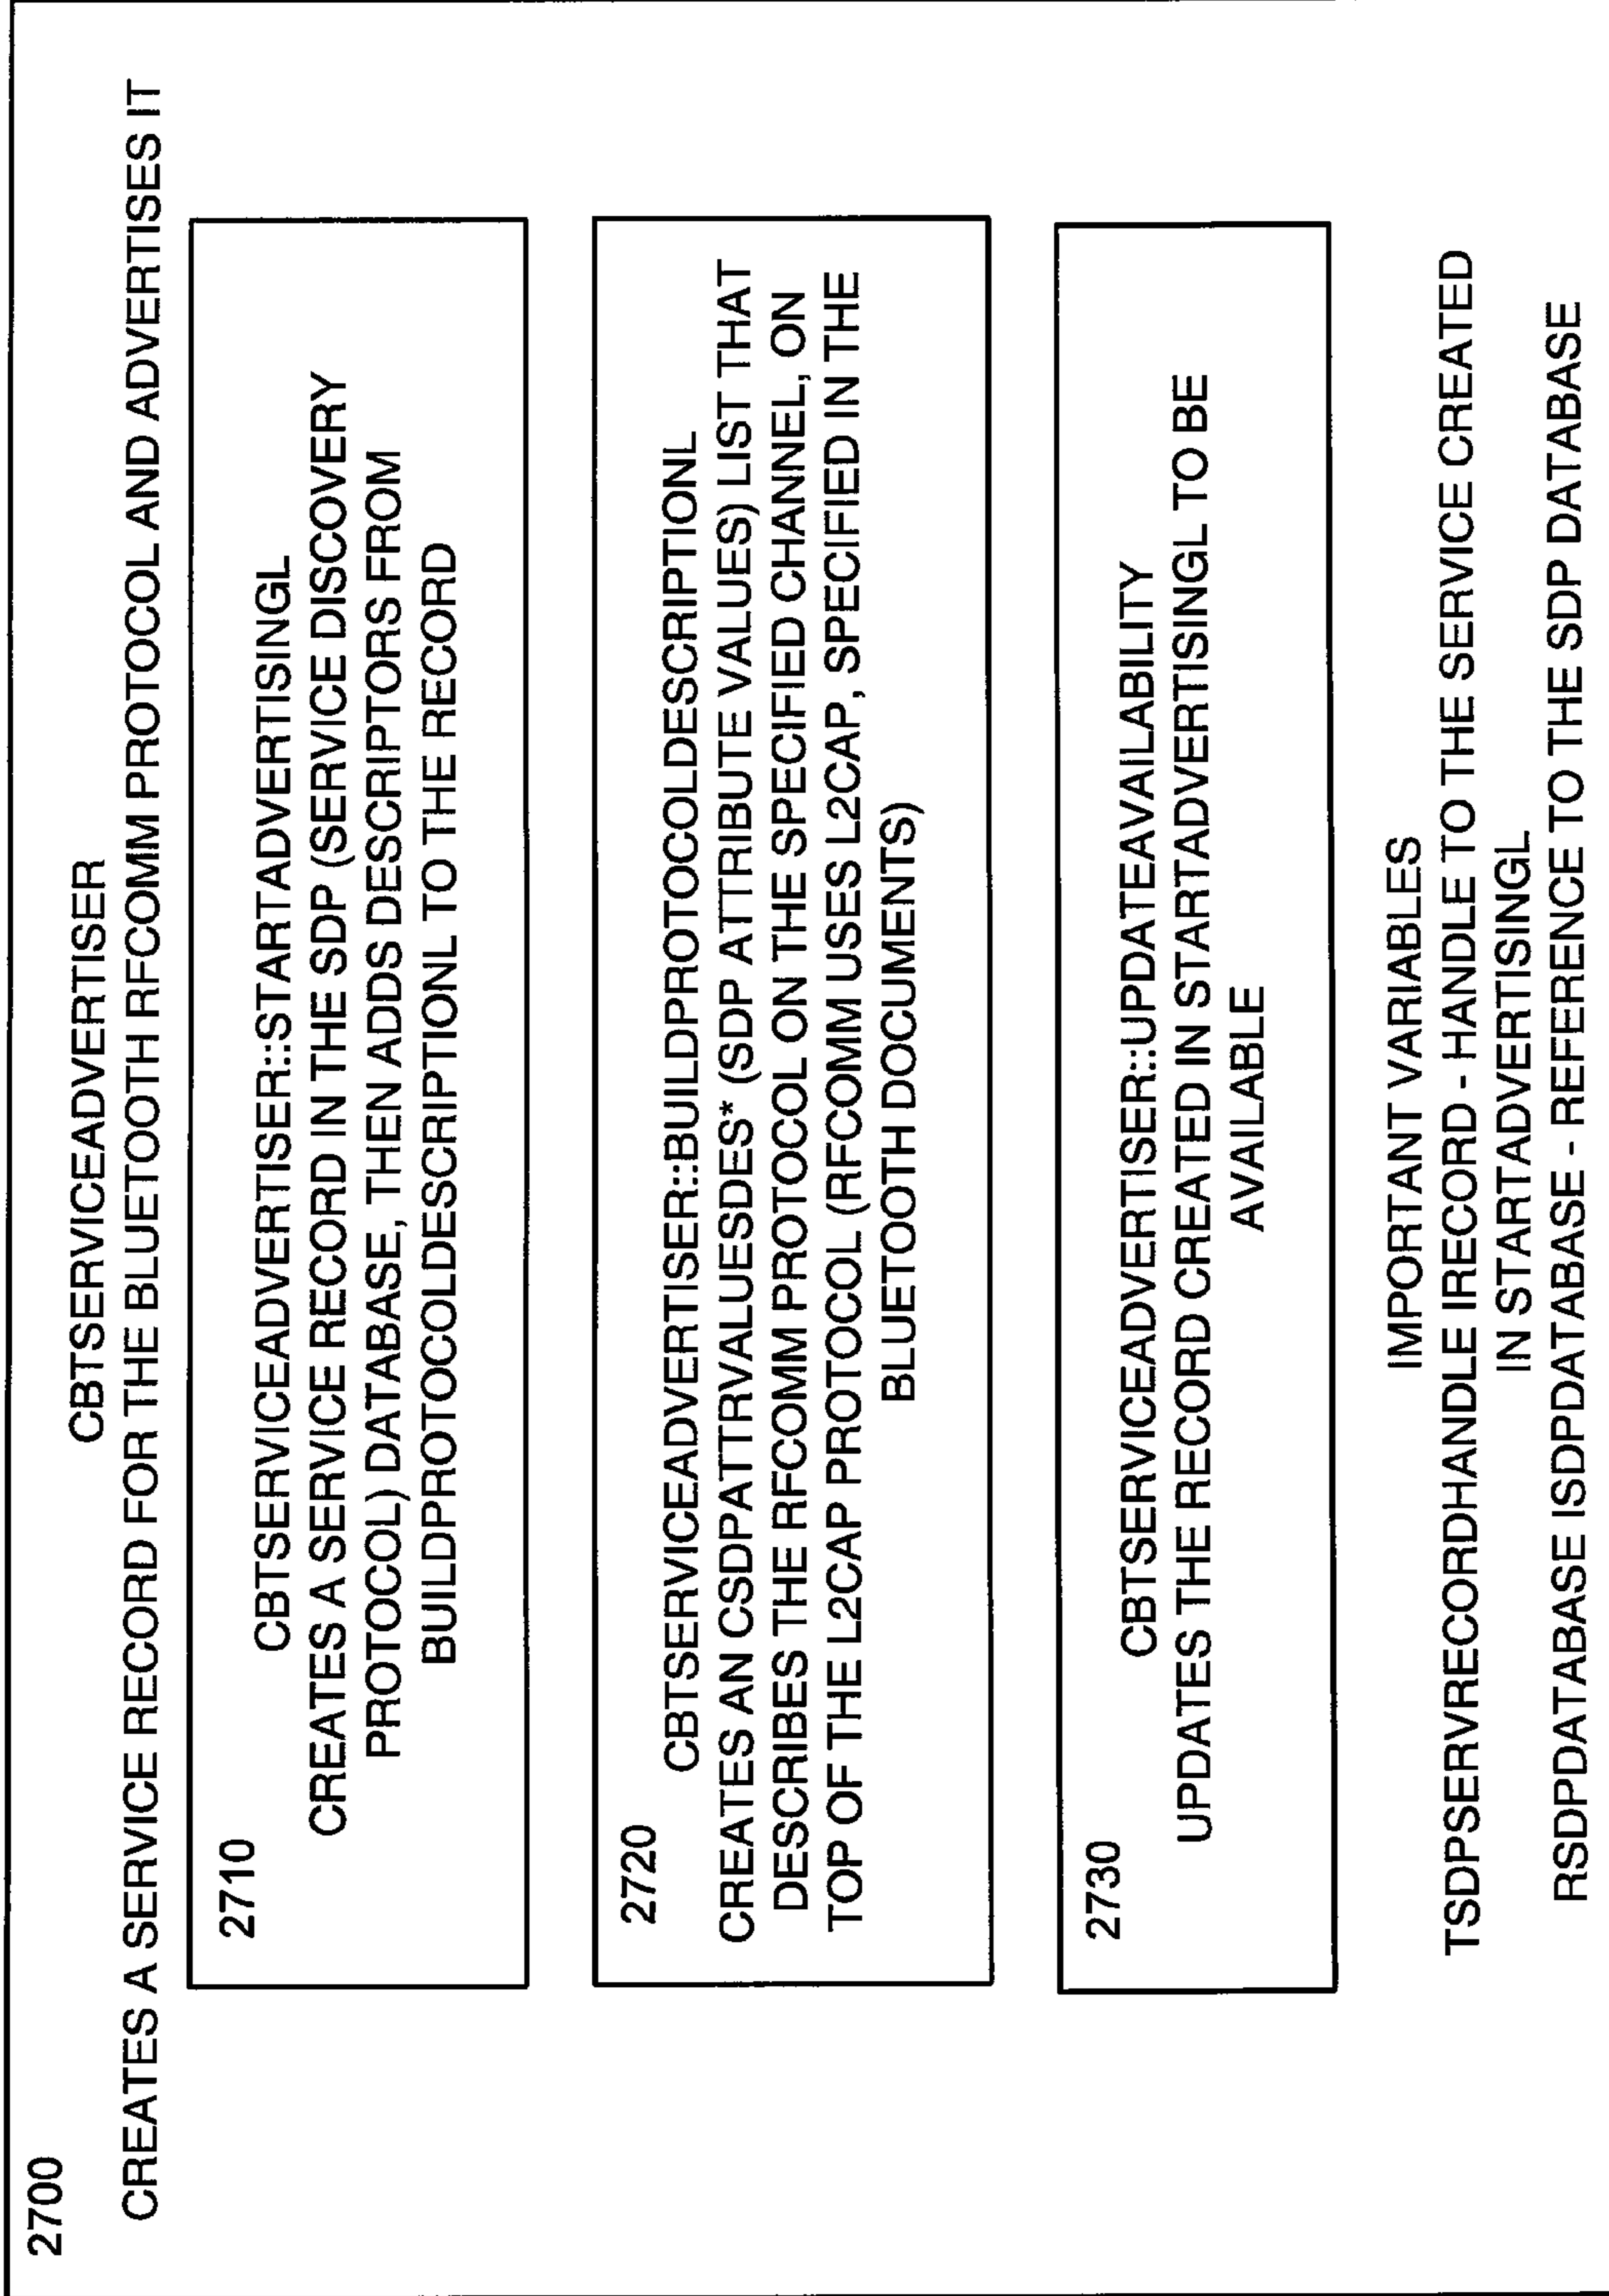 2700
CBTSERVICEADVERTISER
CREATES A SERVICE RECORD FOR THE BLUETOOTH RFCOMM PROTOCOL AND ADVERTISES IT
2710
CBTSERVICEADVERTISER::STARTADVERTISINGL
CREATES A SERVICE RECORD IN THE SDP (SERVICE DISCOVERY
PROTOCOL) DATABASE, THEN ADDS DESCRIPTORS FROM
BUILDPROTOCOLDESCRIPTIONL TO THE RECORD
2720
CBTSERVICEADVERTISER::BUILDPROTOCOLDESCRIPTIONL
CREATES AN CSDPATTRVALUESDES* (SDP ATTRIBUTE VALUES) LIST THAT
DESCRIBES THE RFCOMM PROTOCOL ON THE SPECIFIED CHANNEL, ON
TOP OF THE L2CAP PROTOCOL (RFCOMM USES L2CAP, SPECIFIED IN THE
BLUETOOTH DOCUMENTS)
2730
CBTSERVICEADVERTISER::UPDATEAVAILABILITY
UPDATES THE RECORD CREATED IN STARTADVERTISINGL TO BE
AVAILABLE
IMPORTANT VARIABLES
TSDPSERVRECORDHANDLE IRECORD - HANDLE TO THE SERVICE CREATED
IN STARTADVERTISINGL
RSDPDATABASE ISDPDATABASE - REFERENCE TO THE SDP DATABASE